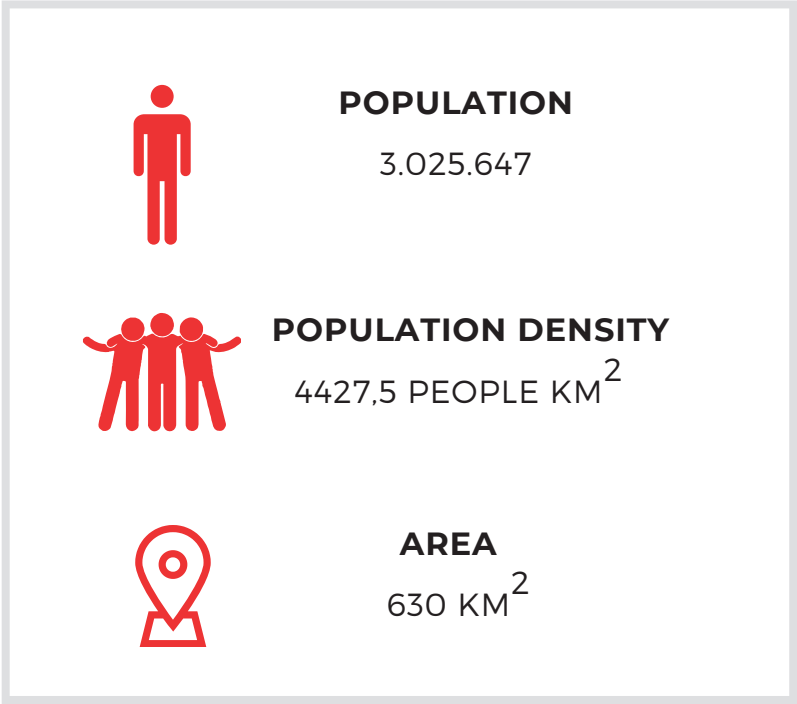 POPULATION
3.025.647
POPULATION DENSITY
4427,5 PEOPLE KM²
AREA
630 KM²